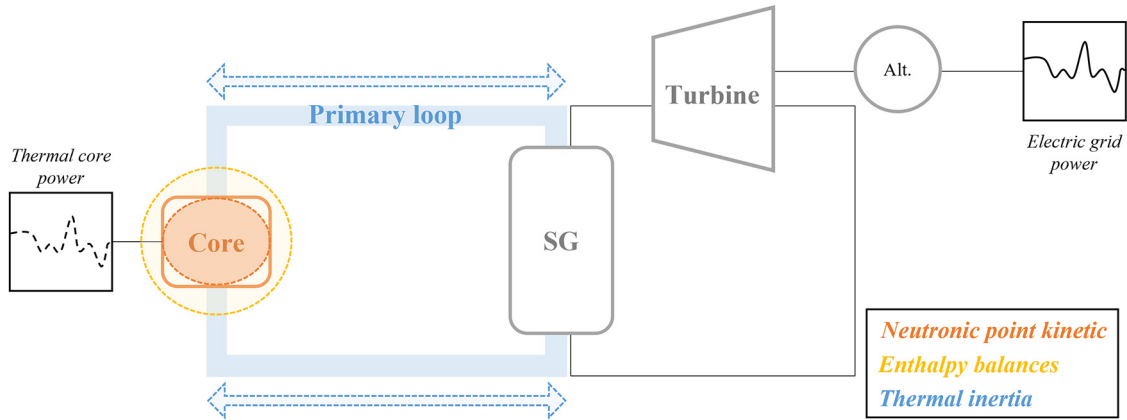 Primary loop
Turbine
Alt.
Electric grid
power
Thermal core
power
Core
SG
Neutronic point kinetic
Enthalpy balances
Thermal inertia